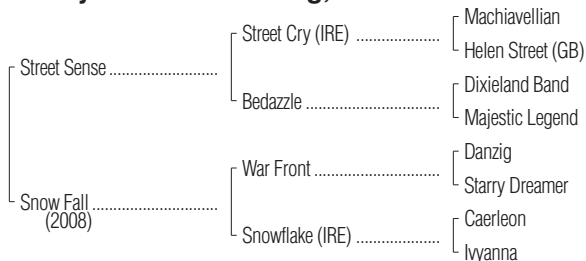 Machiavellian
Street Cry (IRE) ....................
Helen Street (GB)
Street Sense ..........................
Dixieland Band
Bedazzle ................................
Majestic Legend
Danzig
War Front ..............................
Starry Dreamer
Snow Fall ..............................
(2008)
Caerleon
Snowflake (IRE) ...................
Ivyanna